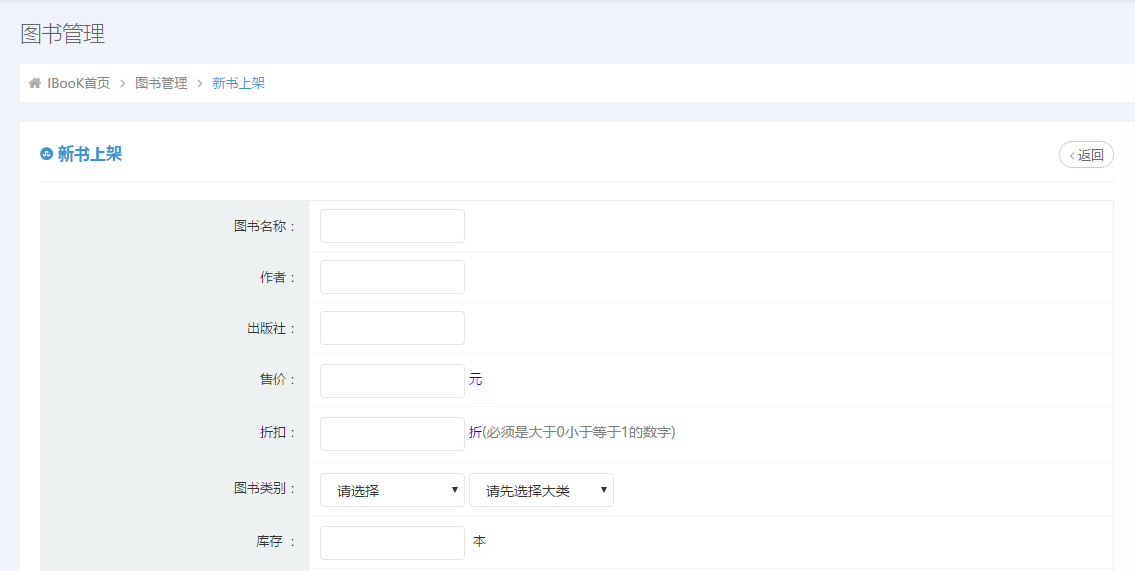 图书管理
IBooK首页 > 图书管理 > 新书上架
新书上架
< 返回
图书名称：
作者：
出版社：
售价： 元
折扣： 折(必须是大于0小于等于1的数字)
图书类别： 请选择 请先选择大类
库存 ： 本